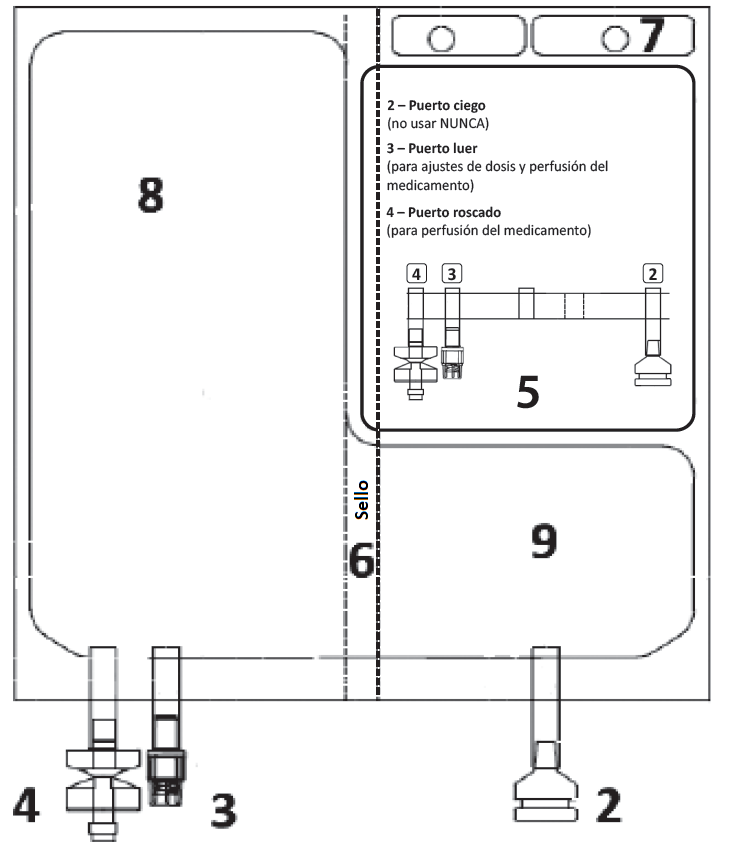 7
2 – Puerto ciego
(no usar NUNCA)
3 – Puerto luer
(para ajustes de dosis y perfusión del
medicamento)
4 – Puerto roscado
(para perfusión del medicamento)
8
4 3 2
5
Sello
6
9
4
3
2